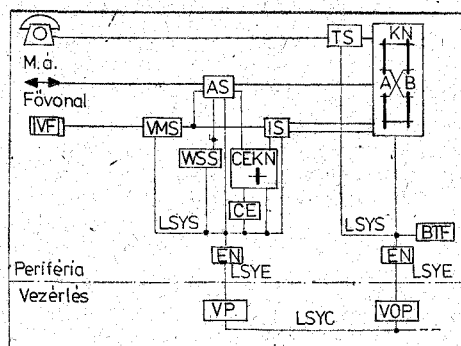 TS
KN
M.á.
AS
A B
Fővonal
IVF
VMS
IS
WSS
CEKN
CE
LSYS
LSYS
BTF
EN
EN
LSYE
LSYE
Periféria
Vezérlés
VP.
VOP
LSYC